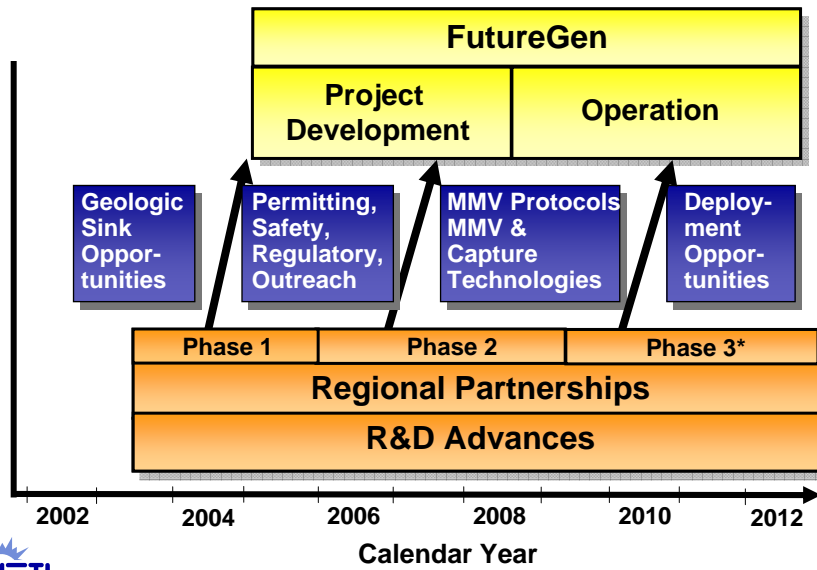 FutureGen
Project
Development
Operation
Geologic
Sink
Oppor-
tunities
Permitting,
Safety,
Regulatory,
Outreach
MMV Protocols
MMV &
Capture
Technologies
Deploy-
ment
Oppor-
tunities
Phase 1
Phase 2
Phase 3*
Regional Partnerships
R&D Advances
2002
2004
2006
2008
2010
2012
Calendar Year